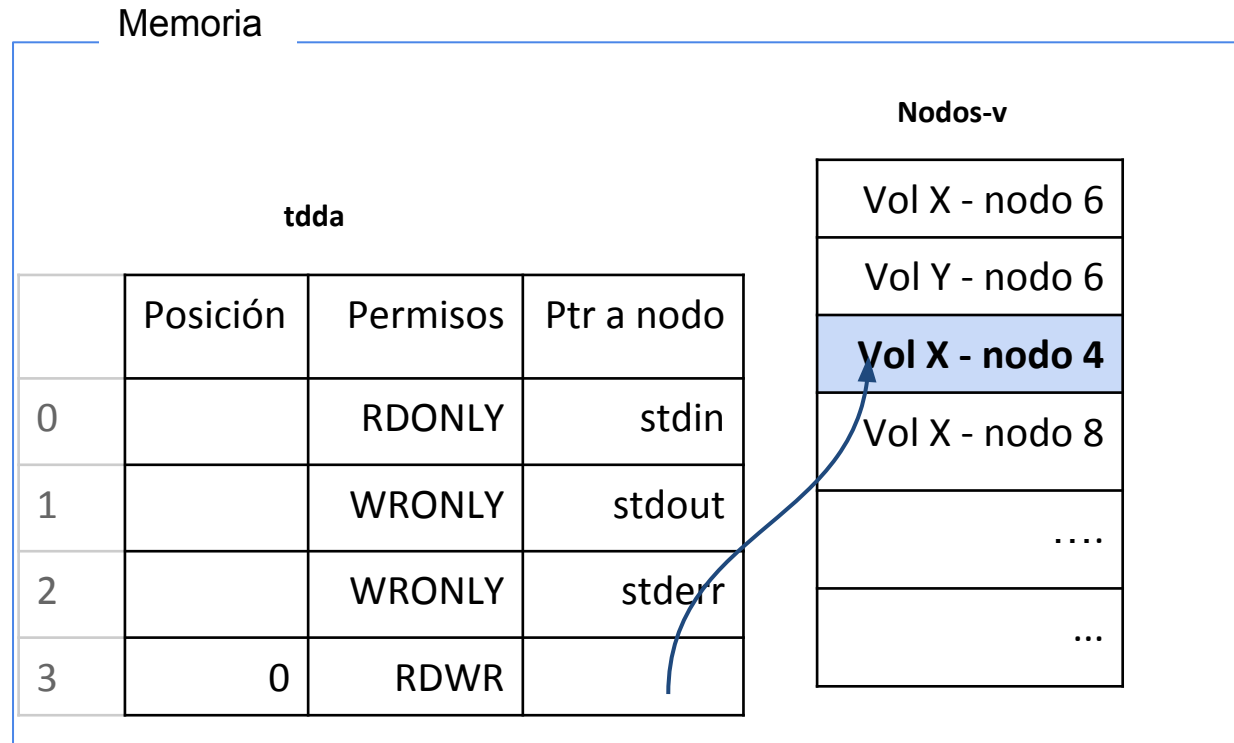 Memoria
Nodos-v
Vol X - nodo 6
Vol Y - nodo 6
Vol X - nodo 4
Vol X - nodo 8
....
...
tdda
Posición Permisos Ptr a nodo
0 RDONLY stdin
1 WRONLY stdout
2 WRONLY stderr
3 0 RDWR